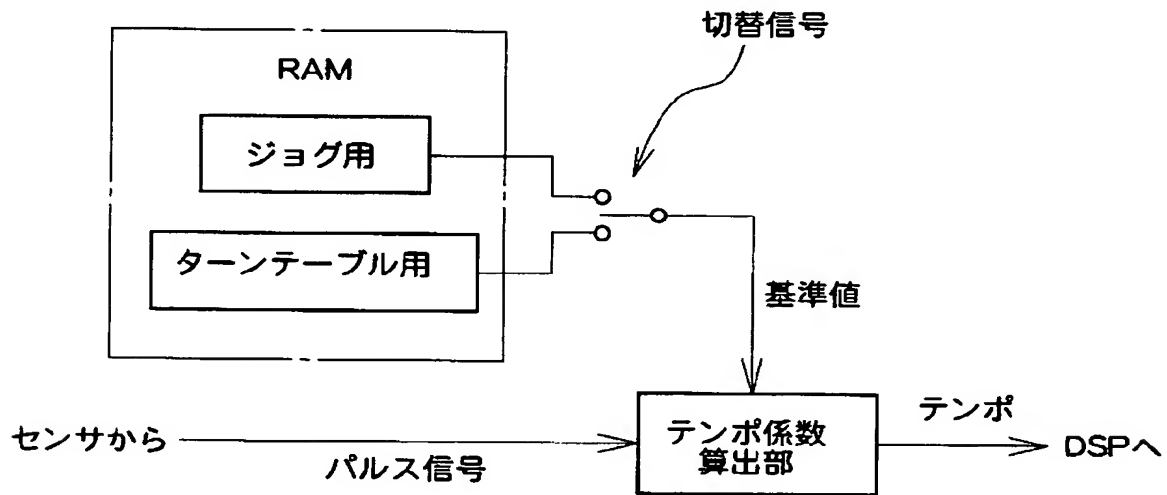 切替信号
RAM
ジョグ用
ターンテーブル用
基準値
センサから
パルス信号
テンポ係数
算出部
テンポ
DSPへ